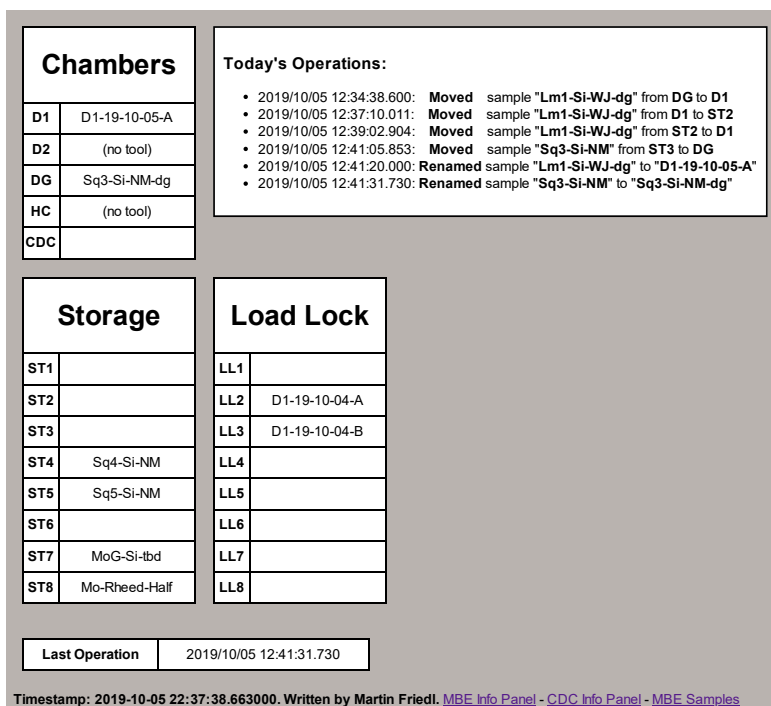 Chambers
D1 D1-19-10-05-A
D2 (no tool)
DG Sq3-Si-NM-dg
HC (no tool)
CDC
Today's Operations:
• 2019/10/05 12:34:38.600: Moved sample "Lm1-Si-WJ-dg" from DG to D1
• 2019/10/05 12:37:10.011: Moved sample "Lm1-Si-WJ-dg" from D1 to ST2
• 2019/10/05 12:39:02.904: Moved sample "Lm1-Si-WJ-dg" from ST2 to D1
• 2019/10/05 12:41:05.853: Moved sample "Sq3-Si-NM" from ST3 to DG
• 2019/10/05 12:41:20.000: Renamed sample "Lm1-Si-WJ-dg" to "D1-19-10-05-A"
• 2019/10/05 12:41:31.730: Renamed sample "Sq3-Si-NM" to "Sq3-Si-NM-dg"
Storage
ST1
ST2
ST3
ST4 Sq4-Si-NM
ST5 Sq5-Si-NM
ST6
ST7 MoG-Si-tbd
ST8 Mo-Rheed-Half
Load Lock
LL1
LL2 D1-19-10-04-A
LL3 D1-19-10-04-B
LL4
LL5
LL6
LL7
LL8
Last Operation 2019/10/05 12:41:31.730
Timestamp: 2019-10-05 22:37:38.663000. Written by Martin Friedl. MBE Info Panel - CDC Info Panel - MBE Samples